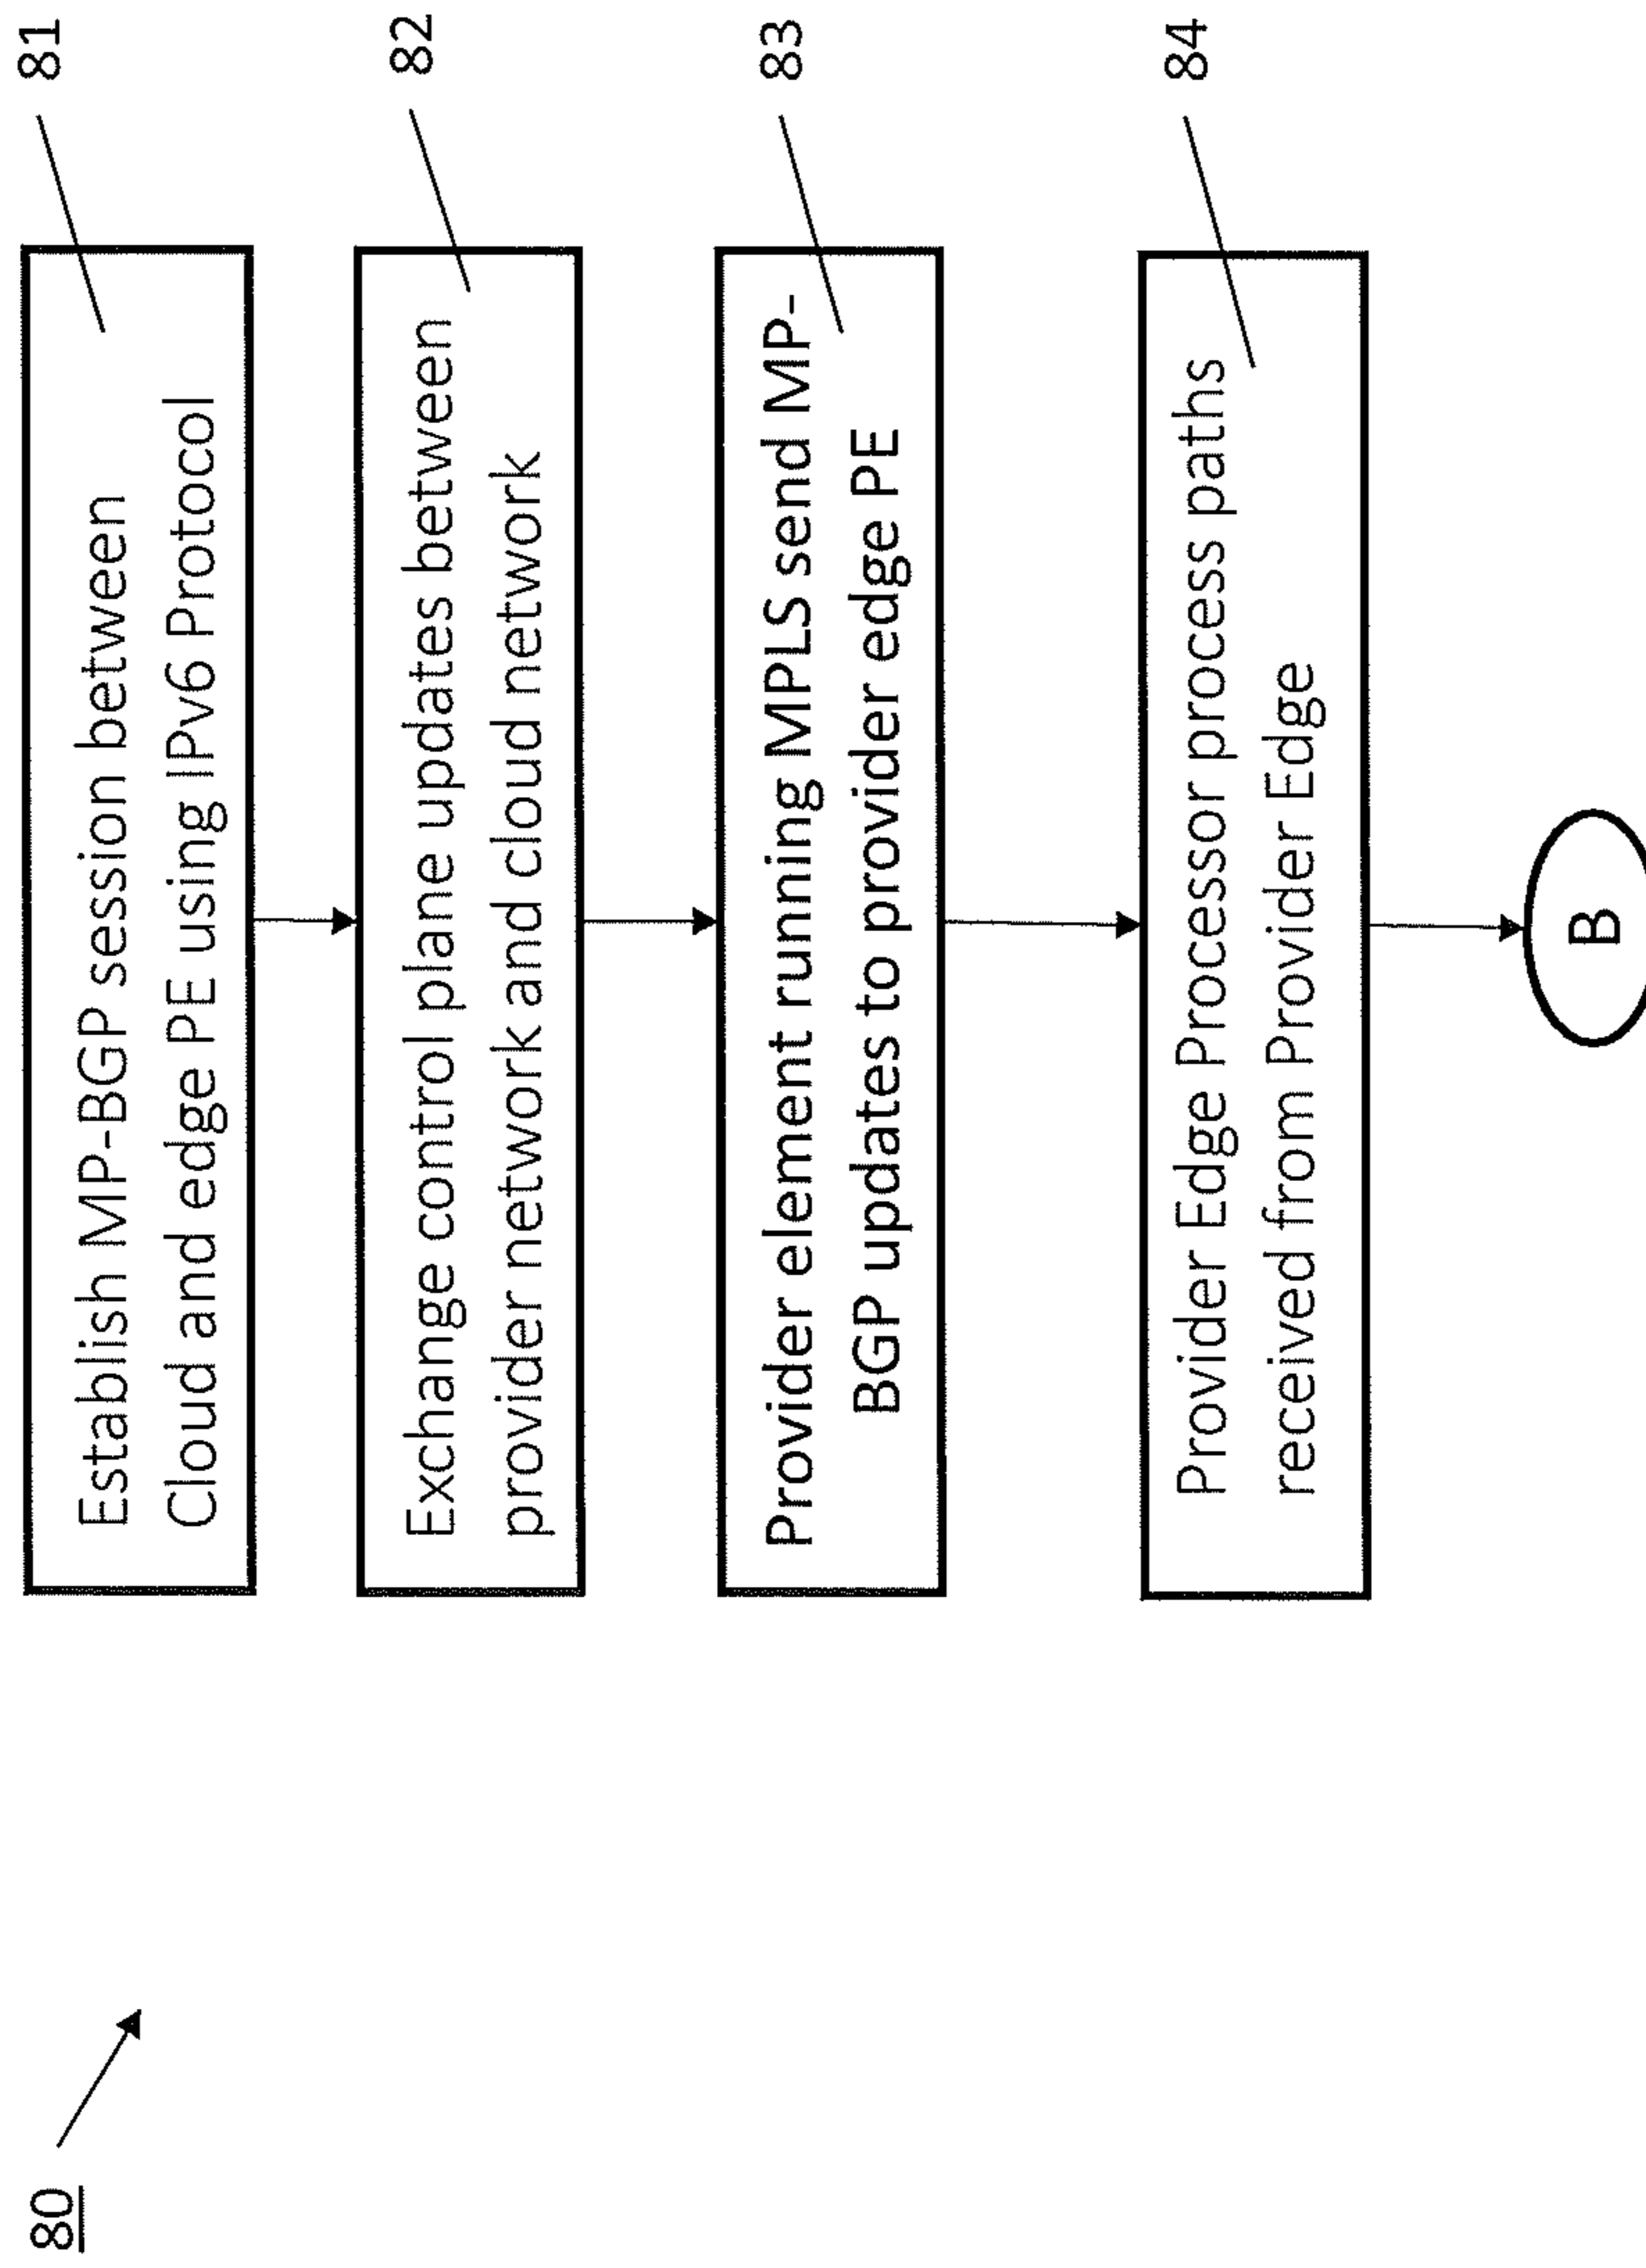 80
Establish MP-BGP session between
Cloud and edge PE using IPv6 Protocol
81
Exchange control plane updates between
provider network and cloud network
82
Provider element running MPLS send MP-
BGP updates to provider edge PE
83
Provider Edge Processor process paths
received from Provider Edge
84
B